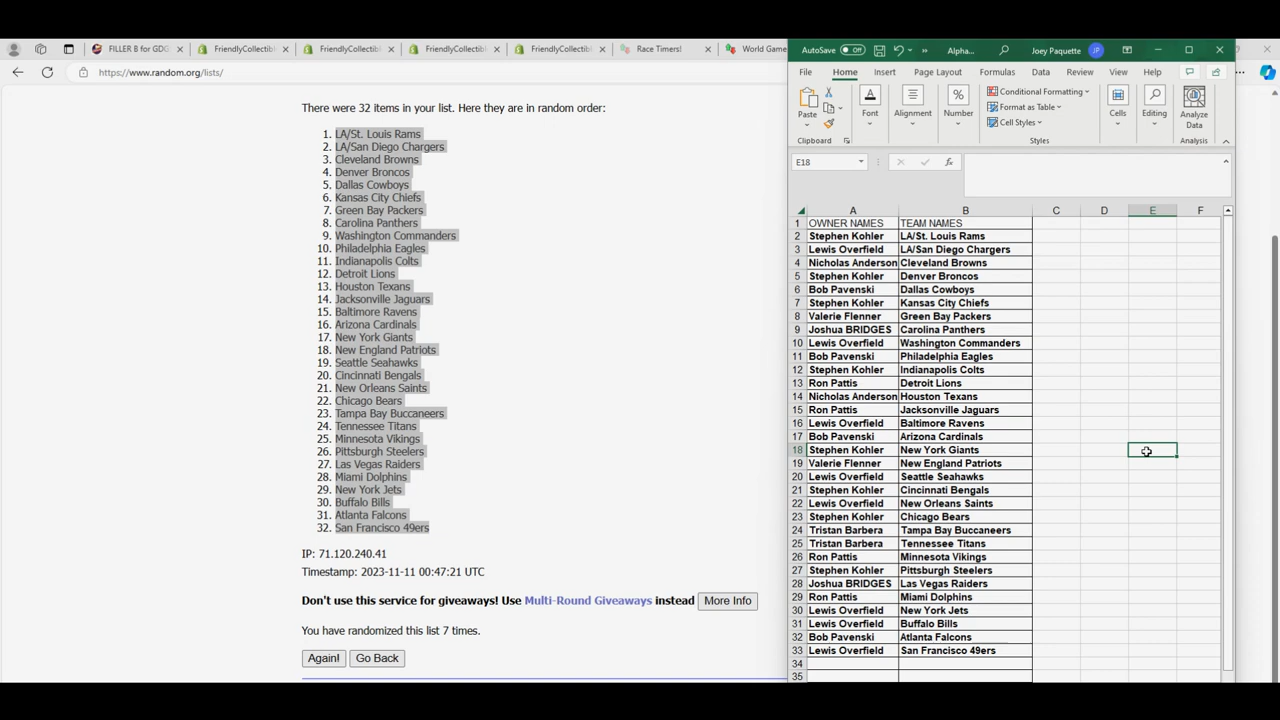 FILLER B for GDG
FriendlyCollectibl
FriendlyCollectibl
FriendlyCollectibl
FriendlyCollectibl
Race Timers!
World Game
https://www.random.org/lists/
There were 32 items in your list. Here they are in random order:
1. LA/St. Louis Rams
2. LA/San Diego Chargers
3. Cleveland Browns
4. Denver Broncos
5. Dallas Cowboys
6. Kansas City Chiefs
7. Green Bay Packers
8. Carolina Panthers
9. Washington Commanders
10. Philadelphia Eagles
11. Indianapolis Colts
12. Detroit Lions
13. Houston Texans
14. Jacksonville Jaguars
15. Baltimore Ravens
16. Arizona Cardinals
17. New York Giants
18. New England Patriots
19. Seattle Seahawks
20. Cincinnati Bengals
21. New Orleans Saints
22. Chicago Bears
23. Tampa Bay Buccaneers
24. Tennessee Titans
25. Minnesota Vikings
26. Pittsburgh Steelers
27. Las Vegas Raiders
28. Miami Dolphins
29. New York Jets
30. Buffalo Bills
31. Atlanta Falcons
32. San Francisco 49ers
IP: 71.120.240.41
Timestamp: 2023-11-11 00:47:21 UTC
Don't use this service for giveaways! Use Multi-Round Giveaways instead More Info
You have randomized this list 7 times.
Again! Go Back
AutoSave Off Alpha... Joey Paquette JP
File Home Insert Page Layout Formulas Data Review View Help
Paste Font Alignment Number Conditional Formatting Format as Table Cell Styles Cells Editing Analyze Data
Clipboard Styles Analysis
E18 fx
A B C D E F
1 OWNER NAMES TEAM NAMES
2 Stephen Kohler LA/St. Louis Rams
3 Lewis Overfield LA/San Diego Chargers
4 Nicholas Anderson Cleveland Browns
5 Stephen Kohler Denver Broncos
6 Bob Pavenski Dallas Cowboys
7 Stephen Kohler Kansas City Chiefs
8 Valerie Flenner Green Bay Packers
9 Joshua BRIDGES Carolina Panthers
10 Lewis Overfield Washington Commanders
11 Bob Pavenski Philadelphia Eagles
12 Stephen Kohler Indianapolis Colts
13 Ron Pattis Detroit Lions
14 Nicholas Anderson Houston Texans
15 Ron Pattis Jacksonville Jaguars
16 Lewis Overfield Baltimore Ravens
17 Bob Pavenski Arizona Cardinals
18 Stephen Kohler New York Giants
19 Valerie Flenner New England Patriots
20 Lewis Overfield Seattle Seahawks
21 Stephen Kohler Cincinnati Bengals
22 Lewis Overfield New Orleans Saints
23 Stephen Kohler Chicago Bears
24 Tristan Barbera Tampa Bay Buccaneers
25 Tristan Barbera Tennessee Titans
26 Ron Pattis Minnesota Vikings
27 Stephen Kohler Pittsburgh Steelers
28 Joshua BRIDGES Las Vegas Raiders
29 Ron Pattis Miami Dolphins
30 Lewis Overfield New York Jets
31 Lewis Overfield Buffalo Bills
32 Bob Pavenski Atlanta Falcons
33 Lewis Overfield San Francisco 49ers
34
35